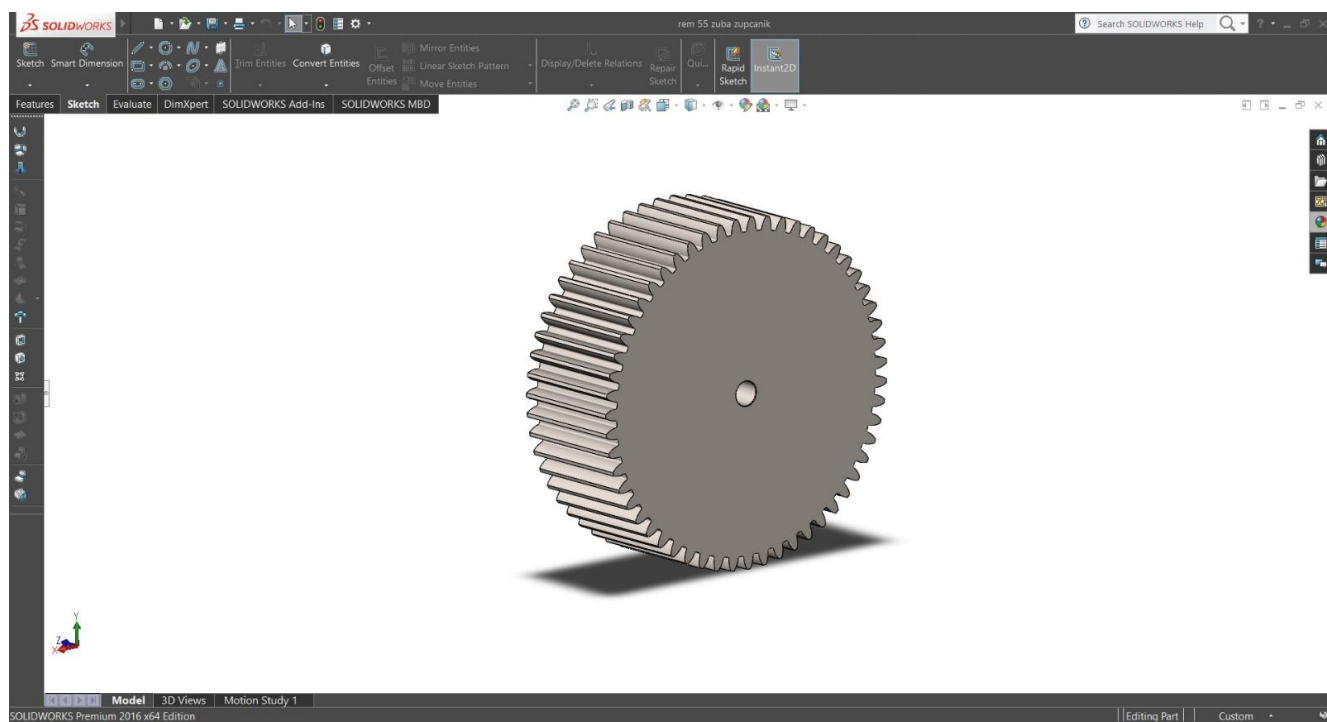 SOLIDWORKS
rem 55 zuba zupcanik
Search SOLIDWORKS Help
?
Sketch
Smart Dimension
Trim Entities
Convert Entities
Offset Entities
Mirror Entities
Linear Sketch Pattern
Move Entities
Display/Delete Relations
Repair Sketch
Qui...
Rapid Sketch
Instant2D
Features Sketch Evaluate DimXpert SOLIDWORKS Add-Ins SOLIDWORKS MBD
Y
Z
X
Model 3D Views Motion Study 1
SOLIDWORKS Premium 2016 x64 Edition
Editing Part
Custom